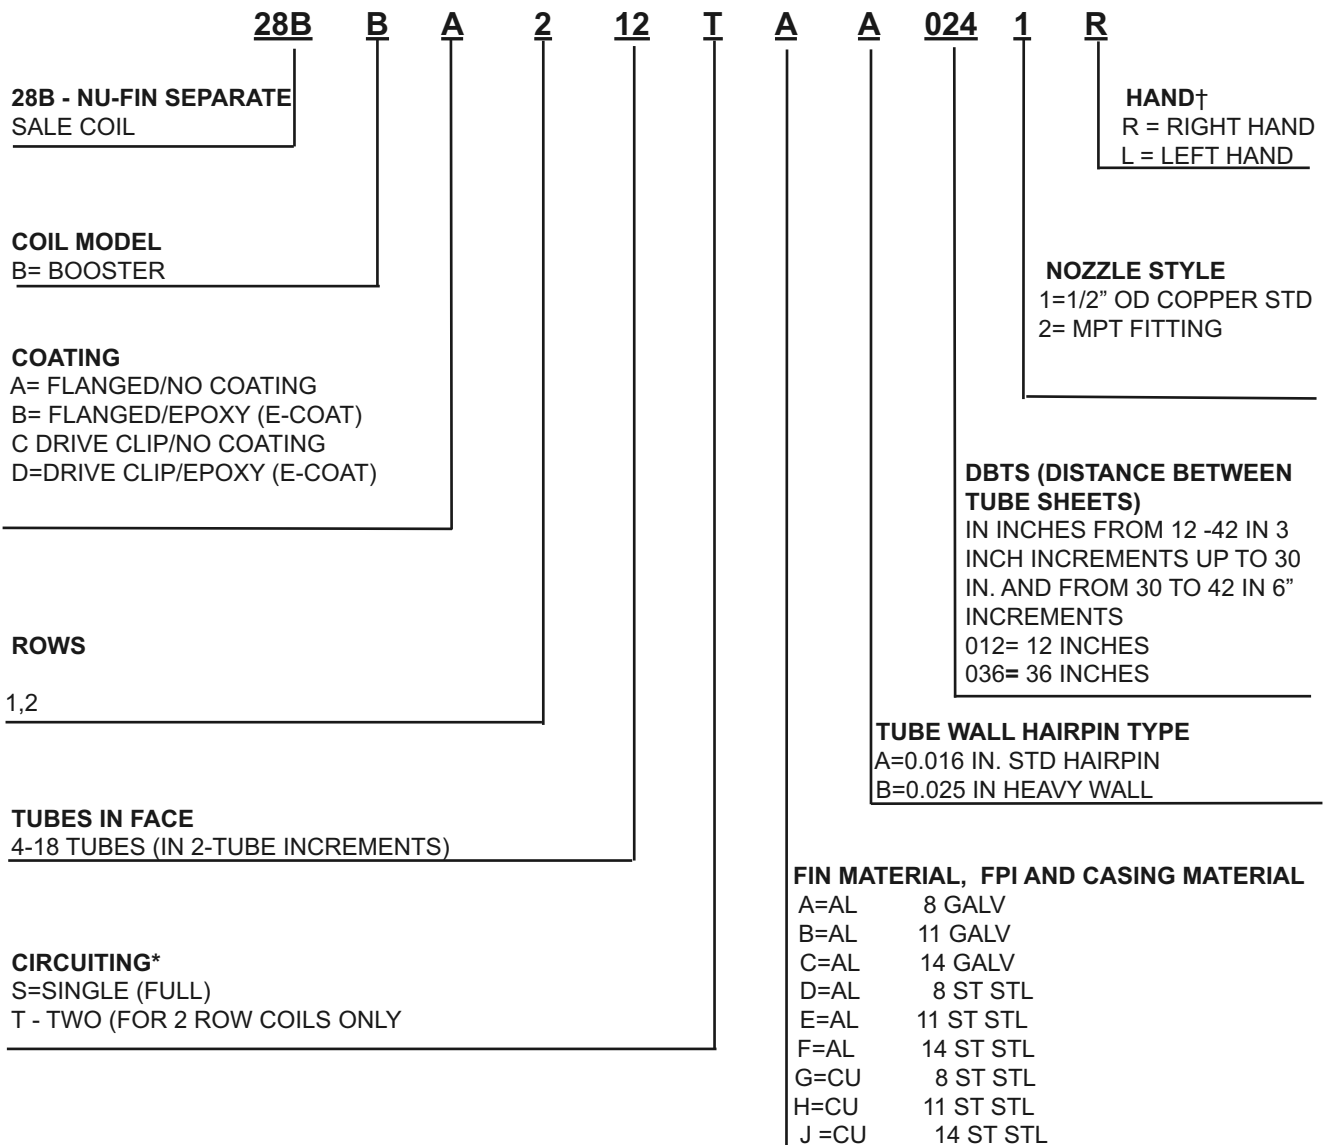 28B B A 2 12 T A A 024 1 R
28B - NU-FIN SEPARATE
SALE COIL
COIL MODEL
B= BOOSTER
COATING
A= FLANGED/NO COATING
B= FLANGED/EPOXY (E-COAT)
C DRIVE CLIP/NO COATING
D=DRIVE CLIP/EPOXY (E-COAT)
ROWS
1,2
TUBES IN FACE
4-18 TUBES (IN 2-TUBE INCREMENTS)
CIRCUITING*
S=SINGLE (FULL)
T - TWO (FOR 2 ROW COILS ONLY
HAND†
R = RIGHT HAND
L = LEFT HAND
NOZZLE STYLE
1=1/2” OD COPPER STD
2= MPT FITTING
DBTS (DISTANCE BETWEEN
TUBE SHEETS)
IN INCHES FROM 12 -42 IN 3
INCH INCREMENTS UP TO 30
IN. AND FROM 30 TO 42 IN 6”
INCREMENTS
012= 12 INCHES
036= 36 INCHES
TUBE WALL HAIRPIN TYPE
A=0.016 IN. STD HAIRPIN
B=0.025 IN HEAVY WALL
FIN MATERIAL, FPI AND CASING MATERIAL
A=AL 8 GALV
B=AL 11 GALV
C=AL 14 GALV
D=AL 8 ST STL
E=AL 11 ST STL
F=AL 14 ST STL
G=CU 8 ST STL
H=CU 11 ST STL
J =CU 14 ST STL